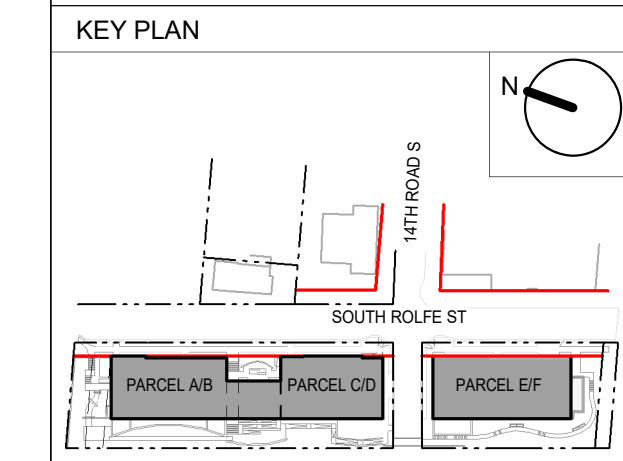 KEY PLAN
N
14TH ROAD S
SOUTH ROLFE ST
PARCEL A/B
PARCEL C/D
PARCEL E/F